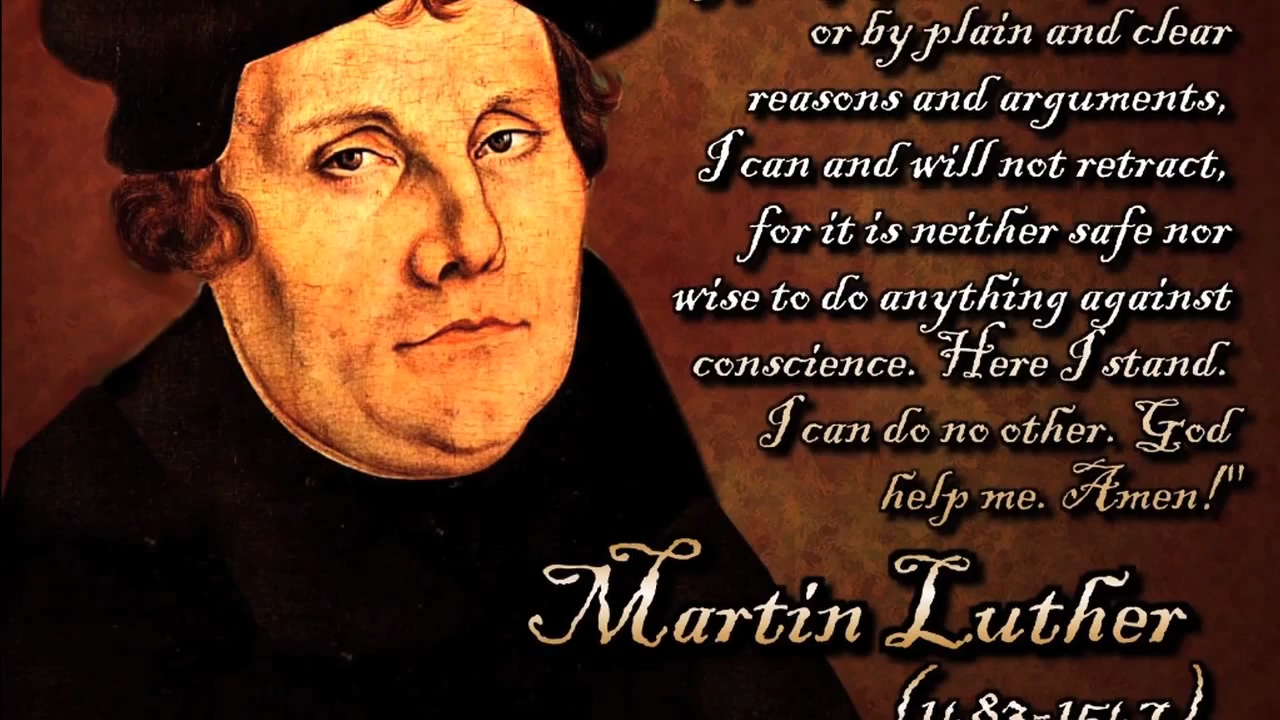 or by plain and clear
reasons and arguments,
I can and will not retract,
for it is neither safe nor
wise to do anything against
conscience. Here I stand.
I can do no other. God
help me. Amen!"
Martin Luther